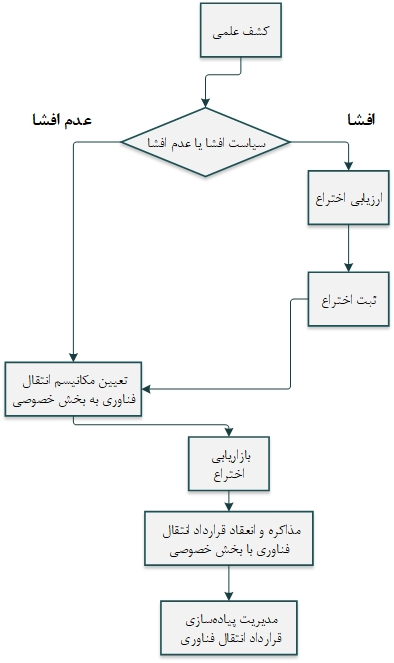 کشف علمی
افشا
عدم افشا
سیاست افشا یا عدم افشا
ارزیابی اختراع
ثبت اختراع
تعیین مکانیسم انتقال
فناوری به بخش خصوصی
بازاریابی
اختراع
مذاکره و انعقاد قرارداد انتقال
فناوری با بخش خصوصی
مدیریت پیاده‌سازی
قرارداد انتقال فناوری